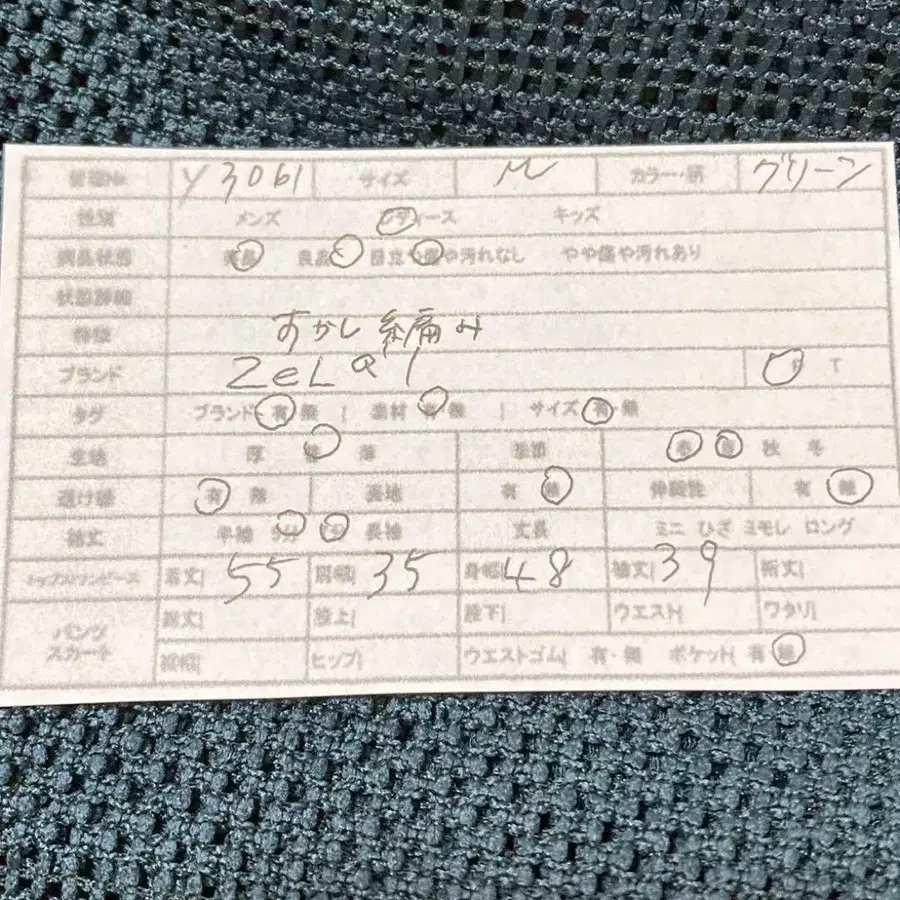 管理No Y3061 サイズ M カラー・柄 グリーン
性別 メンズ レディース キッズ
商品状態 美品 良品 目立つ傷や汚れなし やや傷や汚れあり
状態詳細
特徴 すかし編み
ブランド ZeLal T
タグ ブランド 有・無 | 素材 有・無 | サイズ 有・無
生地 厚 普 薄 季節 春 夏 秋 冬
透け感 有 無 裏地 有 無 伸縮性 有 無
袖丈 半袖 長袖 丈長 ミニ ひざ ミモレ ロング
トップス/ワンピース 着丈| 55 肩幅| 35 身幅| 48 袖丈| 39 裄丈|
パンツ スカート 総丈| 股上| 股下| ウエスト| ワタリ|
裾幅| ヒップ| ウエストゴム| 有・無 ポケット| 有 無